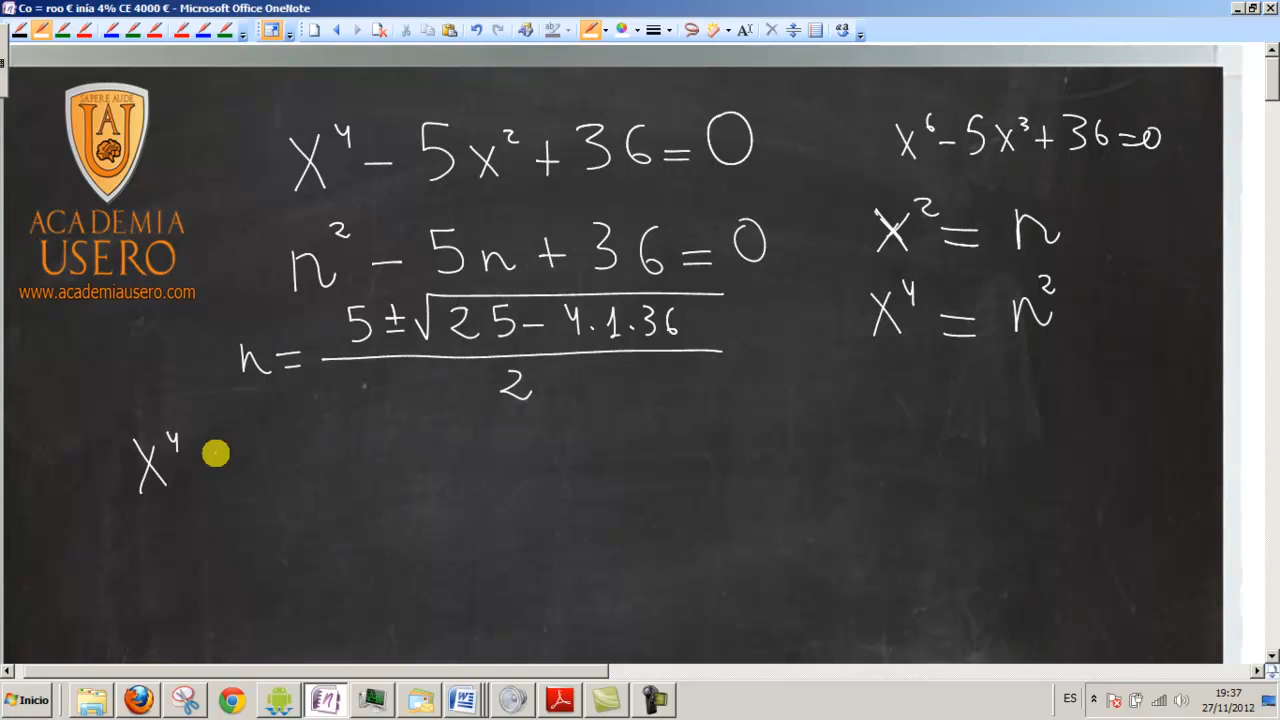 Co = roo € inía 4% CE 4000 € - Microsoft Office OneNote
SAPERE AUDE
UA
ACADEMIA
USERO
www.academiausero.com
x⁴ - 5x² + 36 = 0
n² - 5n + 36 = 0
n = (5 ± √(25 - 4.1.36)) / 2
x⁴
x⁶ - 5x³ + 36 = 0
x² = n
x⁴ = n²
Inicio
ES
19:37
27/11/2012